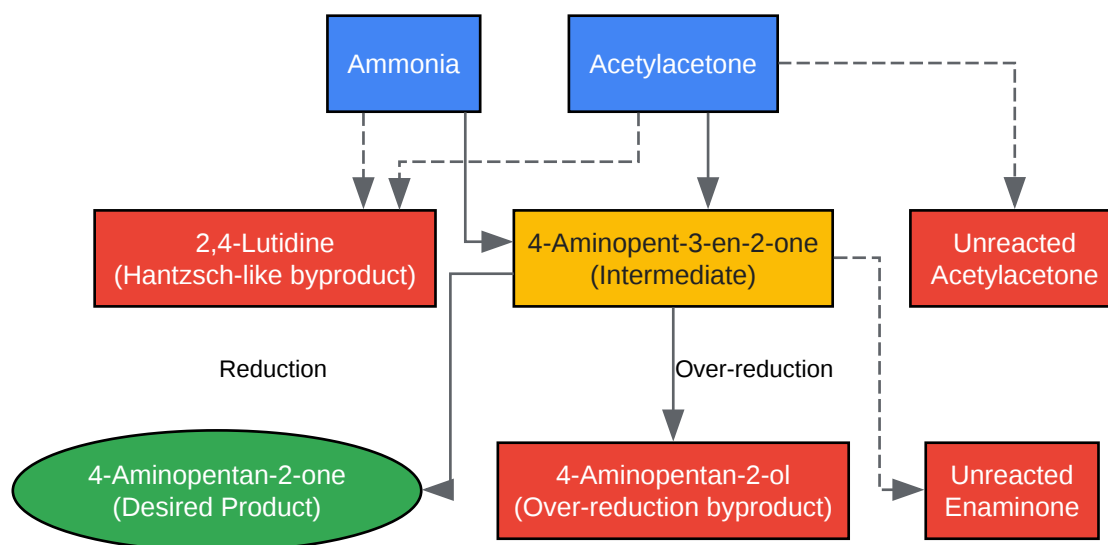 Ammonia
Acetylacetone
2,4-Lutidine
(Hantzsch-like byproduct)
4-Aminopent-3-en-2-one
(Intermediate)
Unreacted
Acetylacetone
Reduction
Over-reduction
4-Aminopentan-2-one
(Desired Product)
4-Aminopentan-2-ol
(Over-reduction byproduct)
Unreacted
Enaminone